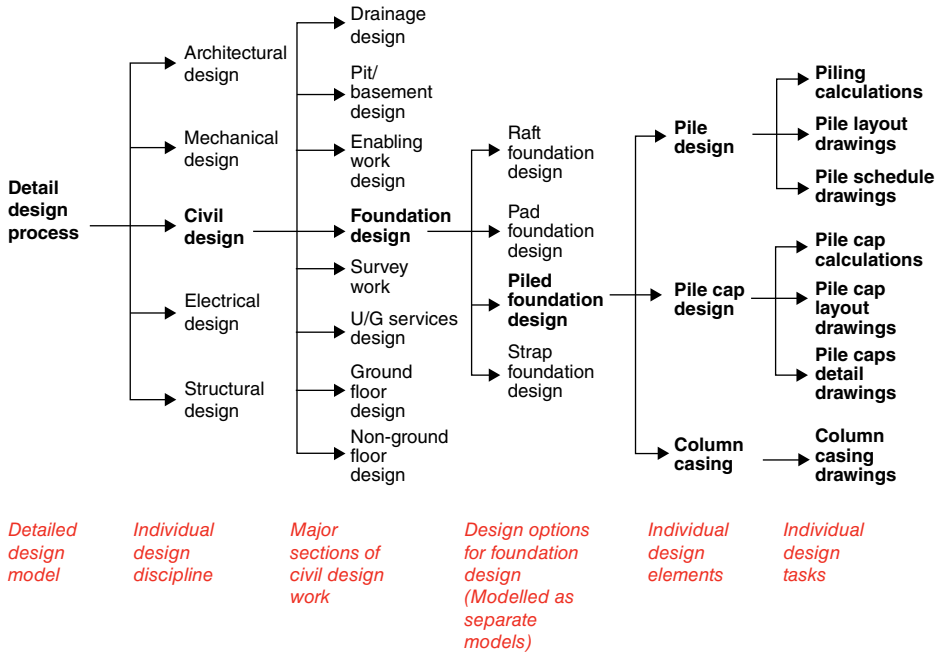 Detail
design
process
Architectural
design
Mechanical
design
Civil
design
Electrical
design
Structural
design
Drainage
design
Pit/
basement
design
Enabling
work
design
Foundation
design
Survey
work
U/G services
design
Ground
floor
design
Non-ground
floor
design
Raft
foundation
design
Pad
foundation
design
Piled
foundation
design
Strap
foundation
design
Pile
design
Pile cap
design
Column
casing
Piling
calculations
Pile layout
drawings
Pile schedule
drawings
Pile cap
calculations
Pile cap
layout
drawings
Pile caps
detail
drawings
Column
casing
drawings
Detailed
design
model
Individual
design
discipline
Major
sections of
civil design
work
Design options
for foundation
design
(Modelled as
separate
models)
Individual
design
elements
Individual
design
tasks